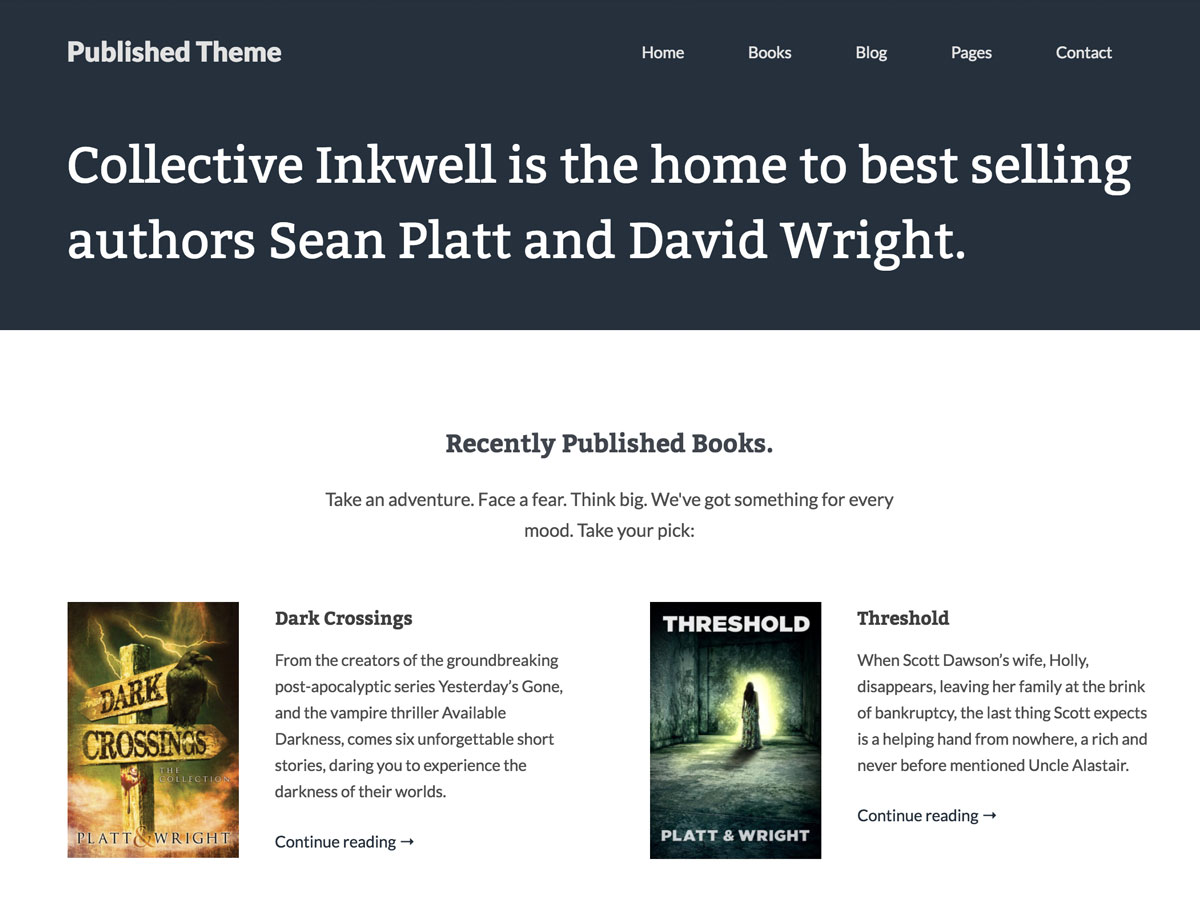 Published Theme
Home Books Blog Pages Contact
Collective Inkwell is the home to best selling
authors Sean Platt and David Wright.
Recently Published Books.
Take an adventure. Face a fear. Think big. We've got something for every
mood. Take your pick:
DARK
CROSSINGS
THE
COLLECTION
PLATT & WRIGHT
Dark Crossings
From the creators of the groundbreaking
post-apocalyptic series Yesterday’s Gone,
and the vampire thriller Available
Darkness, comes six unforgettable short
stories, daring you to experience the
darkness of their worlds.
Continue reading ➞
THRESHOLD
PLATT & WRIGHT
Threshold
When Scott Dawson’s wife, Holly,
disappears, leaving her family at the brink
of bankruptcy, the last thing Scott expects
is a helping hand from nowhere, a rich and
never before mentioned Uncle Alastair.
Continue reading ➞